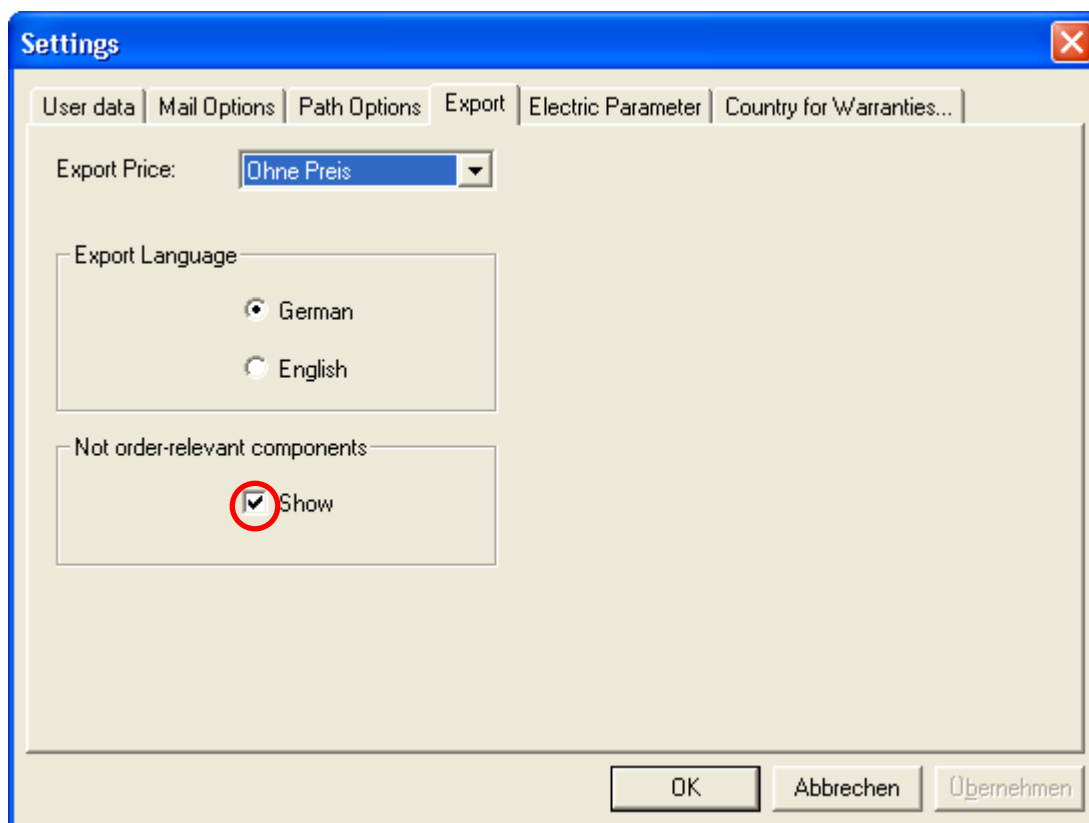 Settings
User data Mail Options Path Options Export Electric Parameter Country for Warranties...
Export Price: Ohne Preis
Export Language
German
English
Not order-relevant components
Show
OK Abbrechen Übernehmen